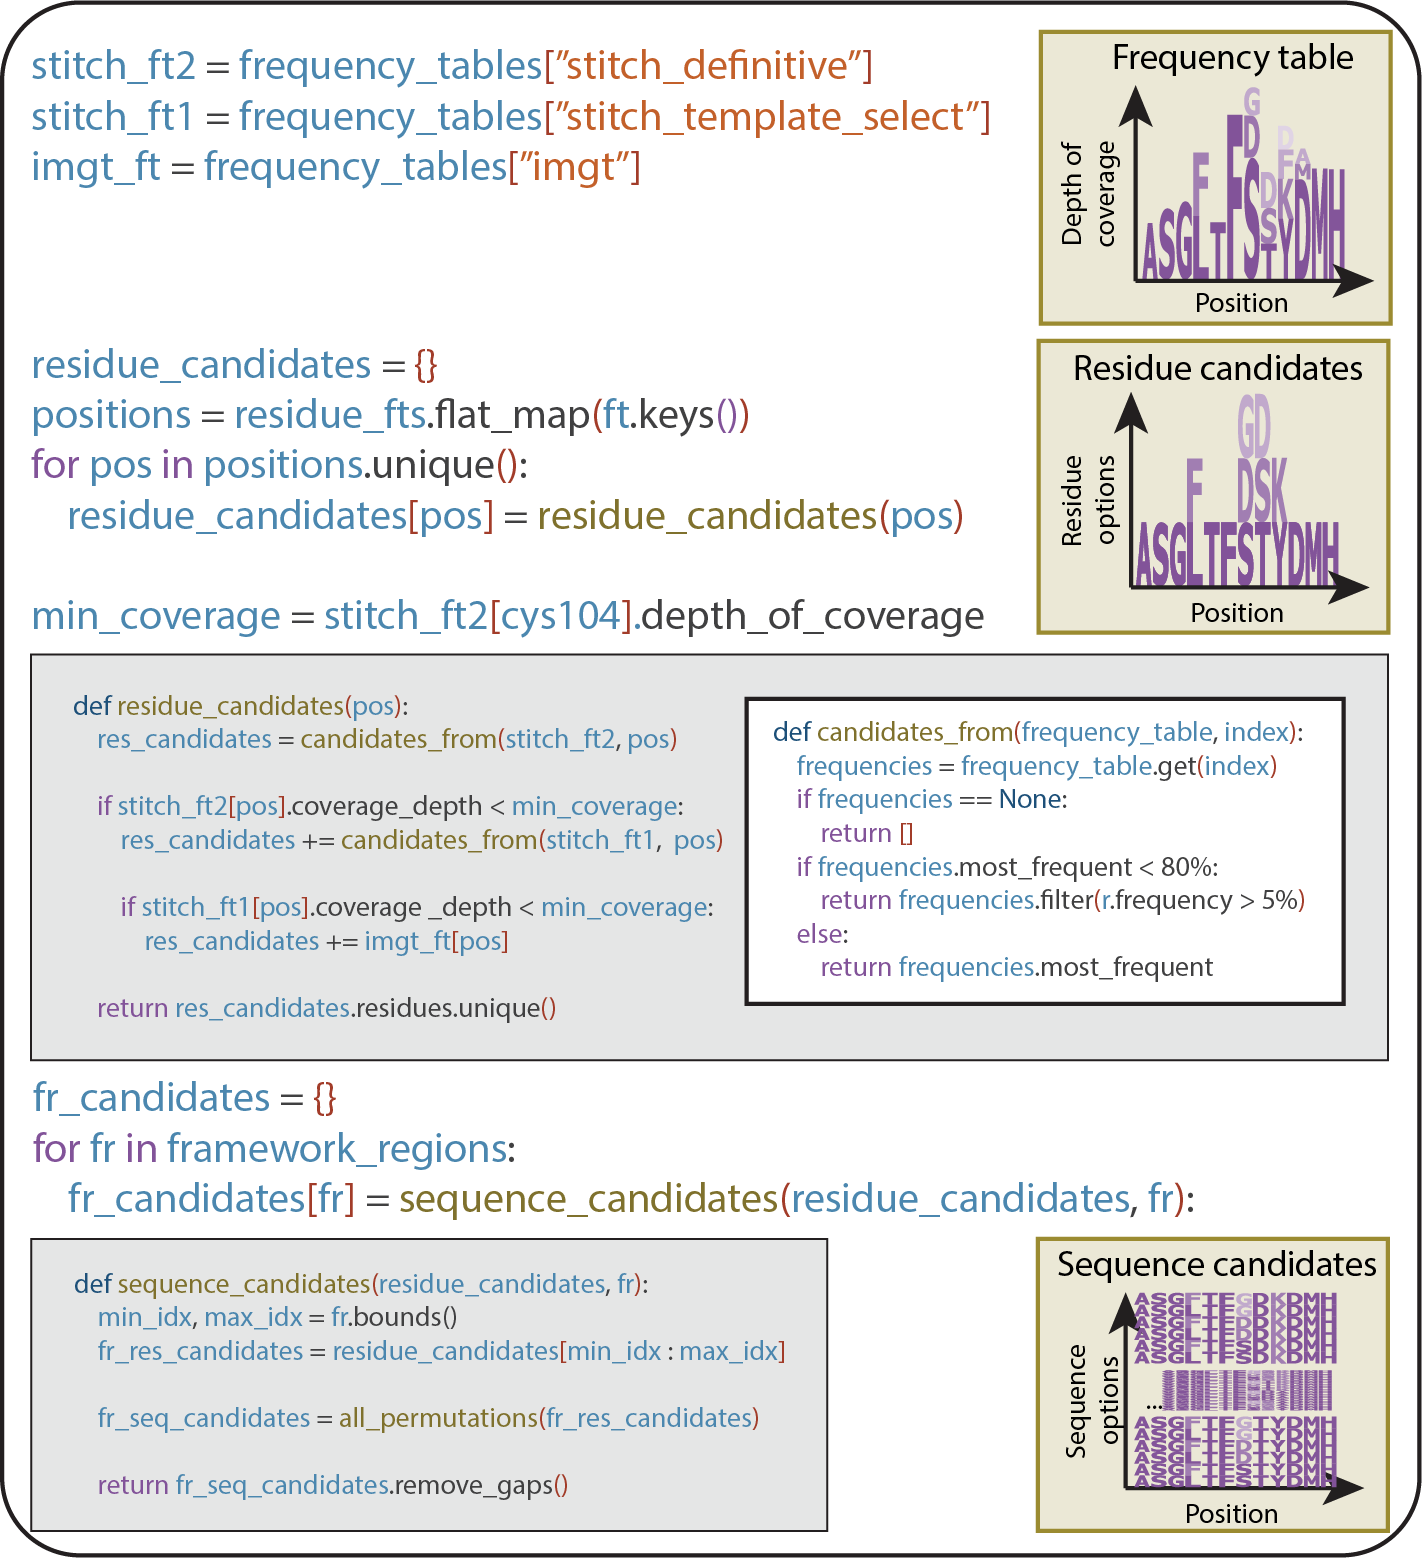 stitch_ft2 = frequency_tables["stitch_definitive"]
stitch_ft1 = frequency_tables["stitch_template_select"]
imgt_ft = frequency_tables["imgt"]
Frequency table
Depth of
coverage
Position
residue_candidates = {}
positions = residue_fts.flat_map(ft.keys())
for pos in positions.unique():
residue_candidates[pos] = residue_candidates(pos)
min_coverage = stitch_ft2[cys104].depth_of_coverage
Residue candidates
Residue
options
ASGLTFSTYDMH
Position
def residue_candidates(pos):
res_candidates = candidates_from(stitch_ft2, pos)
if stitch_ft2[pos].coverage_depth < min_coverage:
res_candidates += candidates_from(stitch_ft1, pos)
if stitch_ft1[pos].coverage _depth < min_coverage:
res_candidates += imgt_ft[pos]
return res_candidates.residues.unique()
def candidates_from(frequency_table, index):
frequencies = frequency_table.get(index)
if frequencies == None:
return []
if frequencies.most_frequent < 80%:
return frequencies.filter(r.frequency > 5%)
else:
return frequencies.most_frequent
fr_candidates = {}
for fr in framework_regions:
fr_candidates[fr] = sequence_candidates(residue_candidates, fr):
def sequence_candidates(residue_candidates, fr):
min_idx, max_idx = fr.bounds()
fr_res_candidates = residue_candidates[min_idx : max_idx]
fr_seq_candidates = all_permutations(fr_res_candidates)
return fr_seq_candidates.remove_gaps()
Sequence candidates
Sequence
options
ASGFTFGDKDMH
ASGLTFGDKDMH
ASGFTFDDKDMH
ASGLTFDDKDMH
ASGFTFSDKDMH
ASGLTFSDKDMH
...
ASGFTFGTYDMH
ASGLTFGTYDMH
ASGFTFDTYDMH
ASGLTFDTYDMH
ASGFTFSTYDMH
ASGLTFSTYDMH
Position